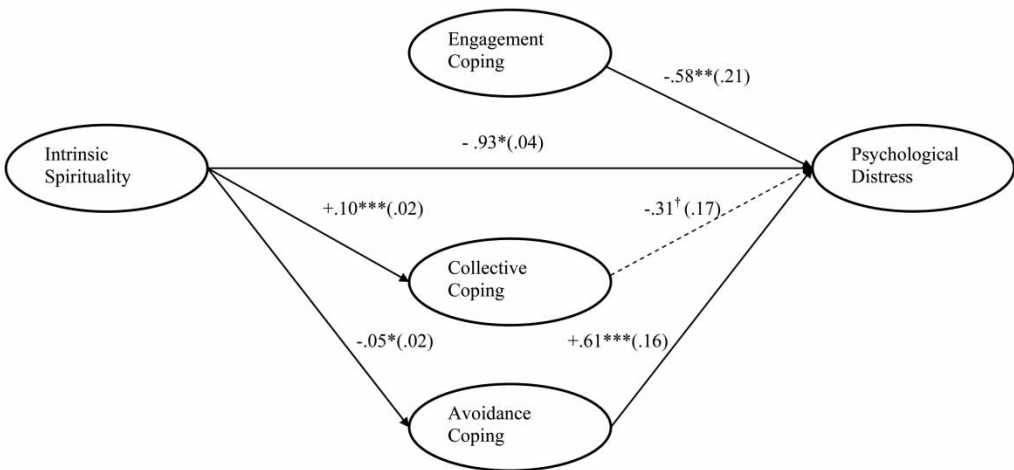 Engagement
Coping
-.58**(.21)
Intrinsic
Spirituality
- .93*(.04)
Psychological
Distress
+.10***(.02)
-.31† (.17)
Collective
Coping
-.05*(.02)
+.61***(.16)
Avoidance
Coping